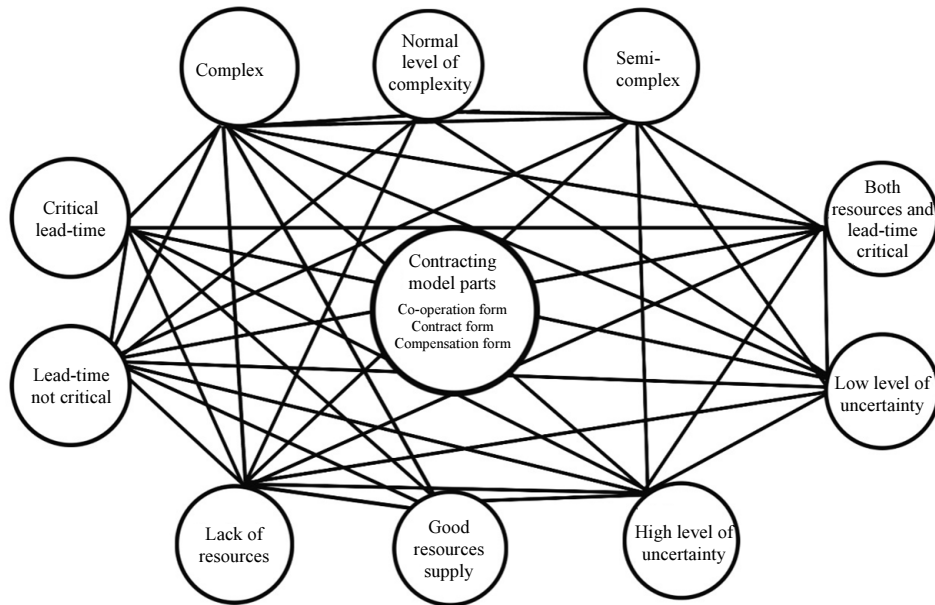 Complex
Normal
level of
complexity
Semi-
complex
Critical
lead-time
Both
resources and
lead-time
critical
Contracting
model parts
Co-operation form
Contract form
Compensation form
Lead-time
not critical
Low level of
uncertainty
Lack of
resources
Good
resources
supply
High level of
uncertainty